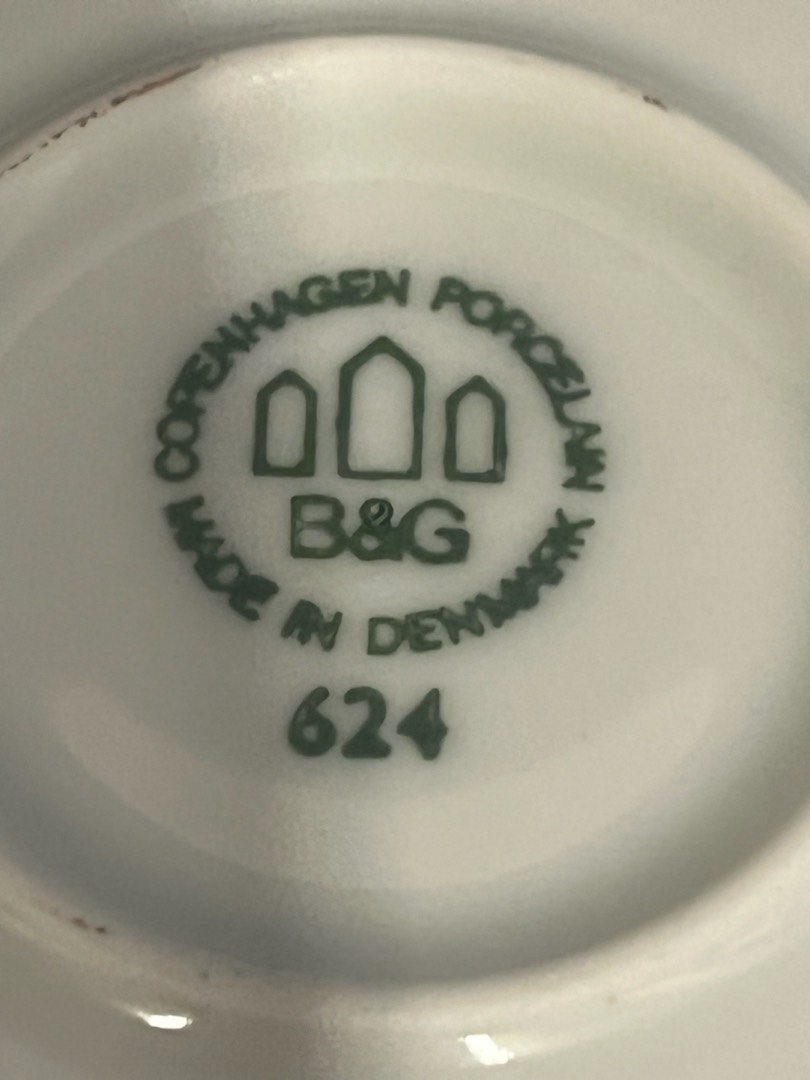 COPENHAGEN PORCELAIN
B&G
MADE IN DENMARK
624